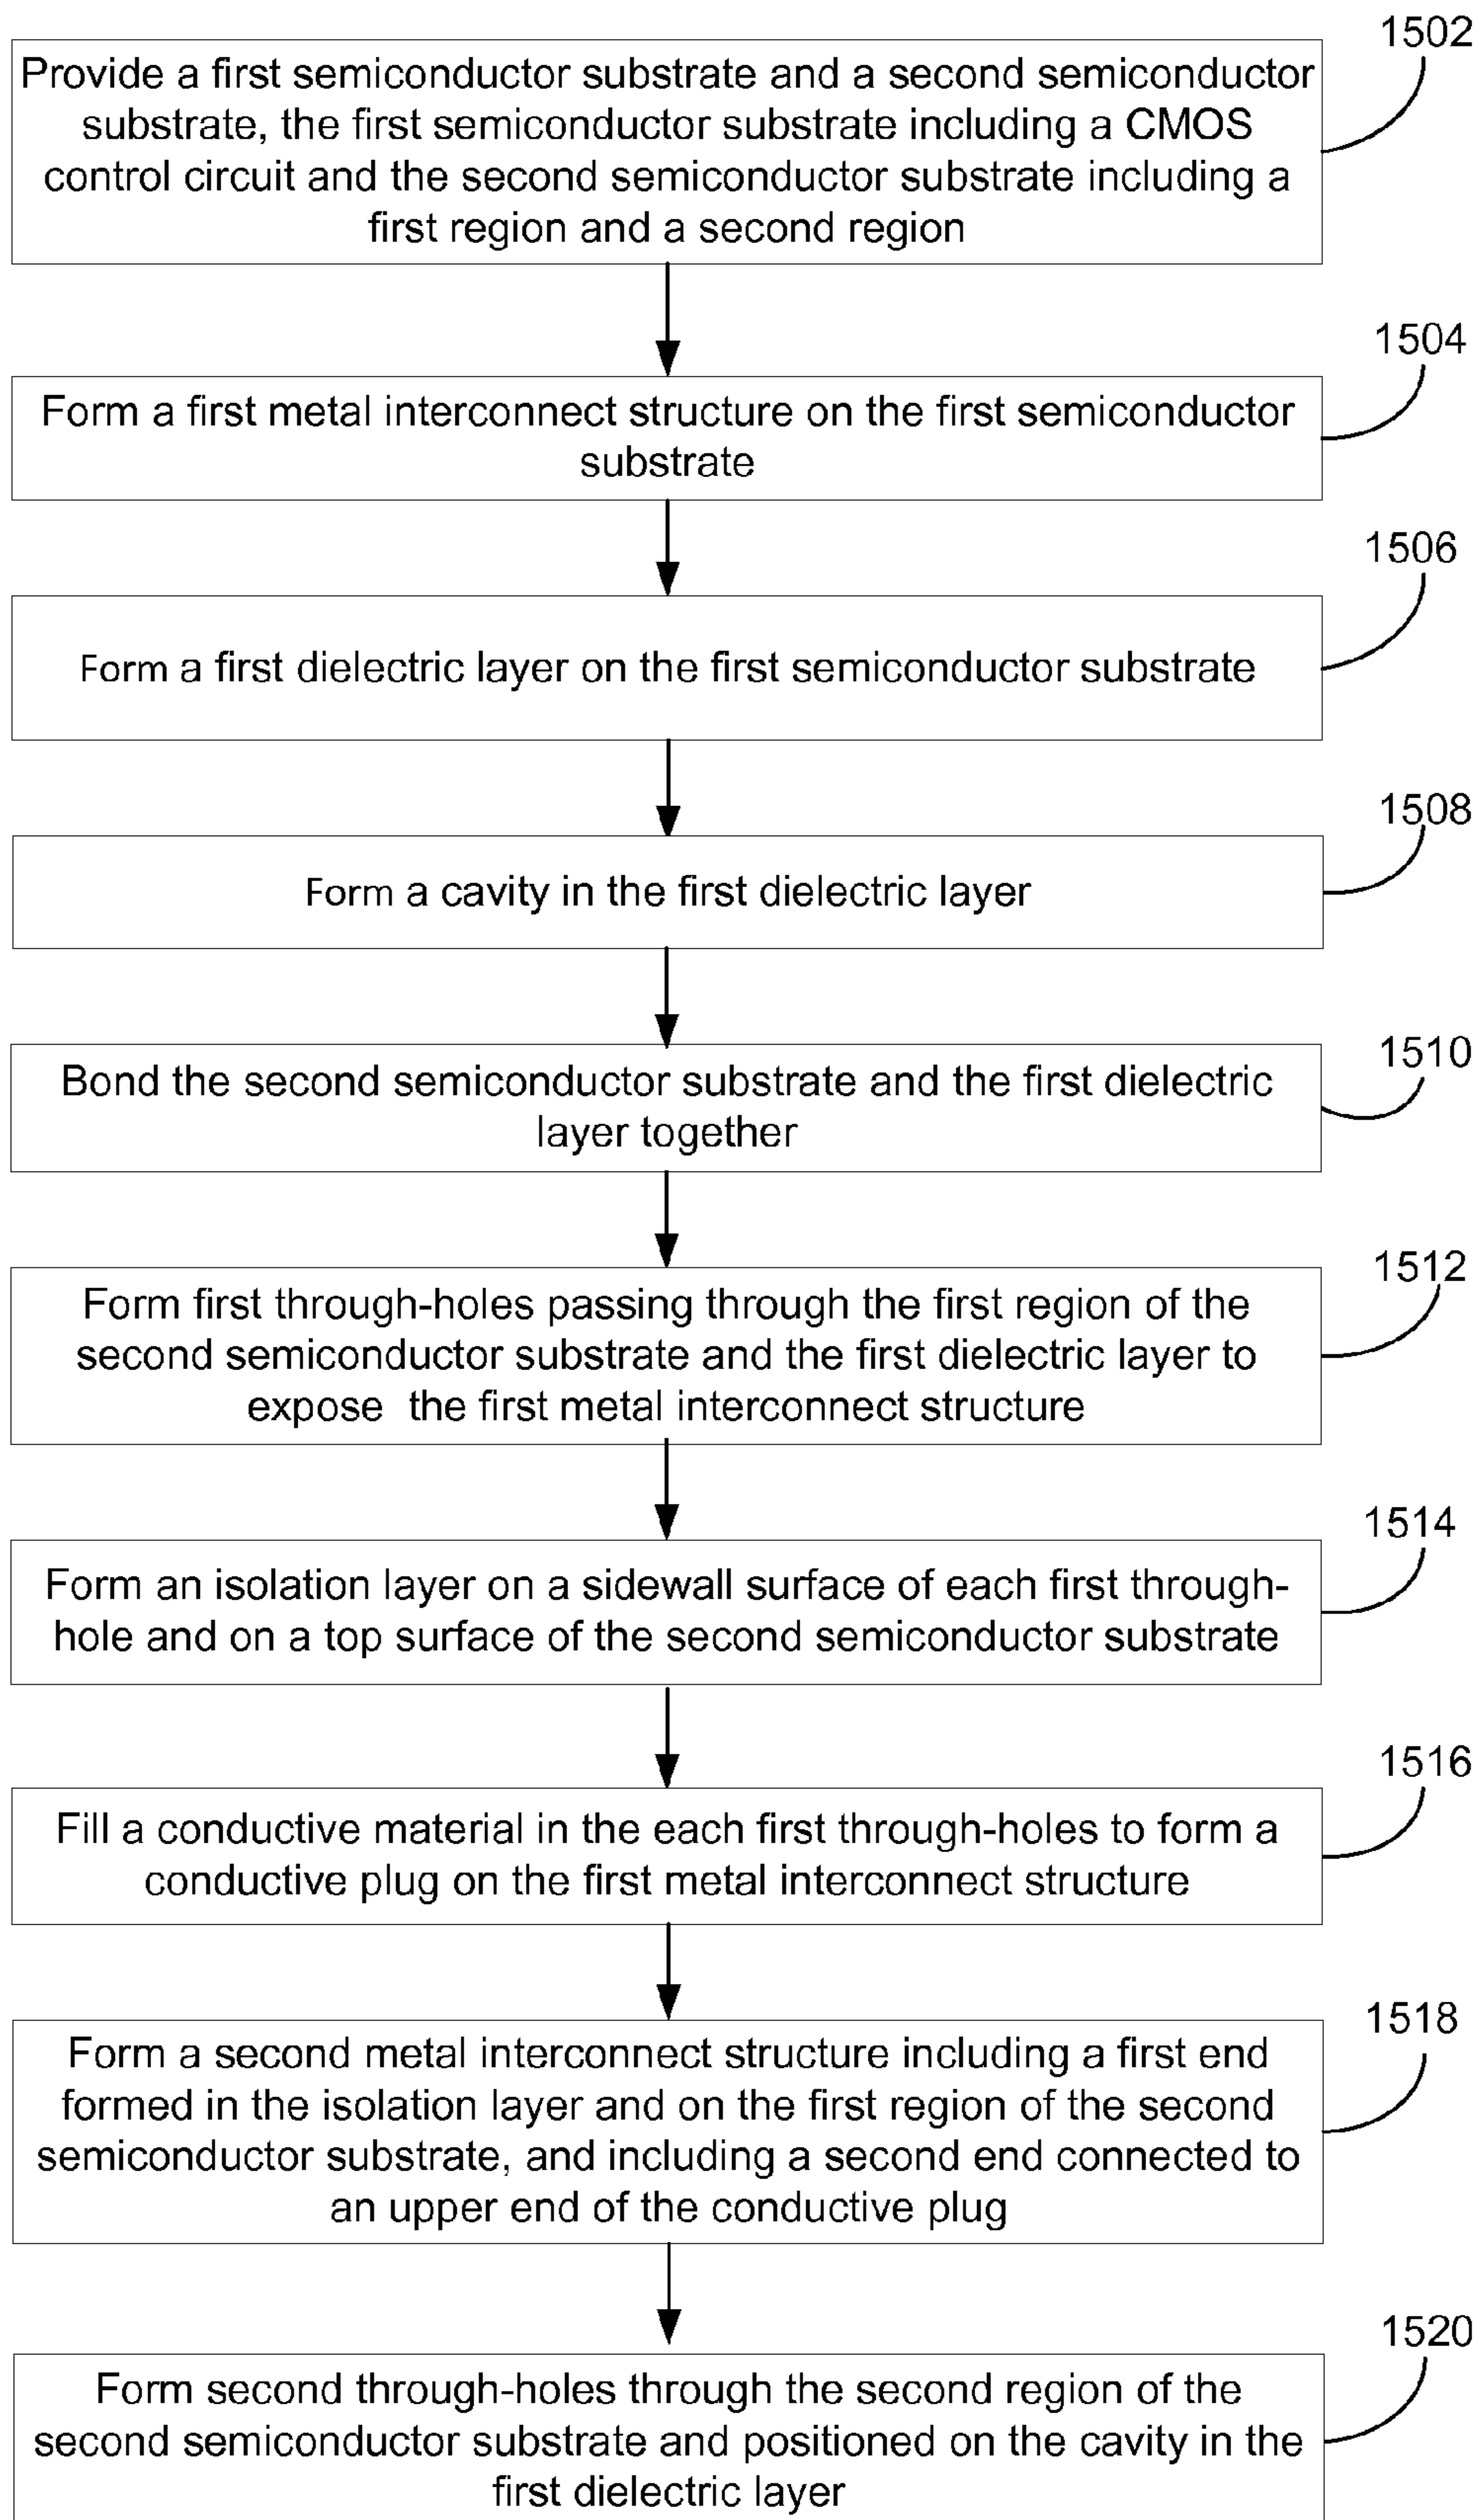 1502
Provide a first semiconductor substrate and a second semiconductor
substrate, the first semiconductor substrate including a CMOS
control circuit and the second semiconductor substrate including a
first region and a second region
1504
Form a first metal interconnect structure on the first semiconductor
substrate
1506
Form a first dielectric layer on the first semiconductor substrate
1508
Form a cavity in the first dielectric layer
1510
Bond the second semiconductor substrate and the first dielectric
layer together
1512
Form first through-holes passing through the first region of the
second semiconductor substrate and the first dielectric layer to
expose the first metal interconnect structure
1514
Form an isolation layer on a sidewall surface of each first through-
hole and on a top surface of the second semiconductor substrate
1516
Fill a conductive material in the each first through-holes to form a
conductive plug on the first metal interconnect structure
1518
Form a second metal interconnect structure including a first end
formed in the isolation layer and on the first region of the second
semiconductor substrate, and including a second end connected to
an upper end of the conductive plug
1520
Form second through-holes through the second region of the
second semiconductor substrate and positioned on the cavity in the
first dielectric layer